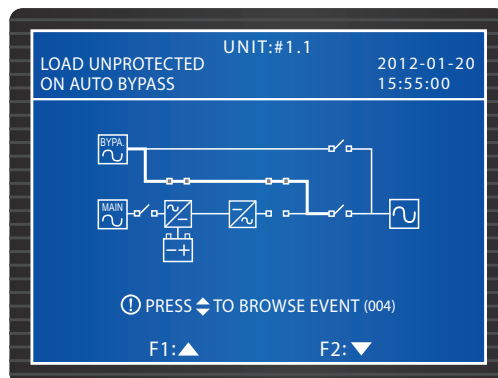 UNIT:#1.1
LOAD UNPROTECTED
ON AUTO BYPASS
2012-01-20
15:55:00
BYPA.
MAIN
PRESS TO BROWSE EVENT (004)
F1:
F2: